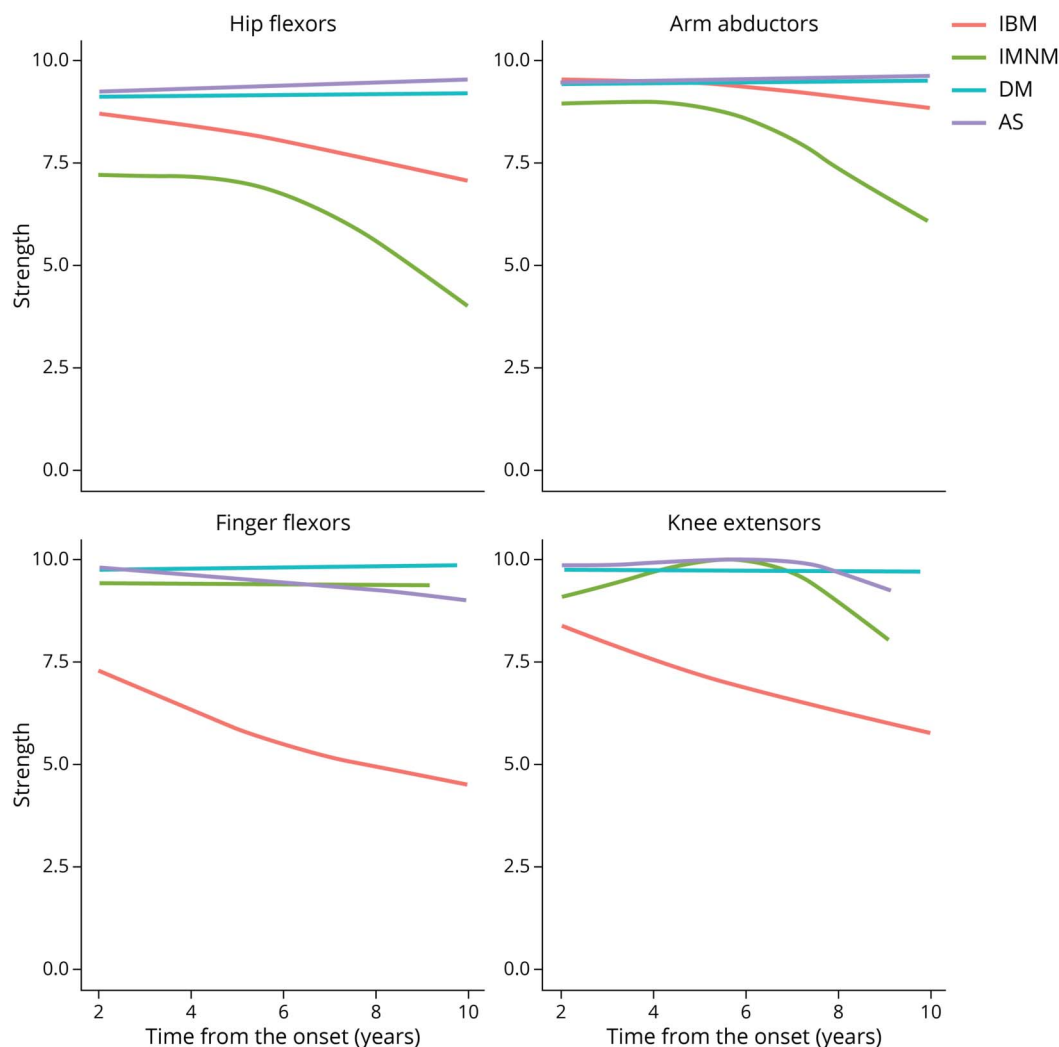 Hip flexors
Arm abductors
IBM
IMNM
DM
AS
10.0
7.5
5.0
2.5
0.0
Strength
10.0
7.5
5.0
2.5
0.0
Finger flexors
Knee extensors
10.0
7.5
5.0
2.5
0.0
Strength
10.0
7.5
5.0
2.5
0.0
2 4 6 8 10
Time from the onset (years)
2 4 6 8 10
Time from the onset (years)